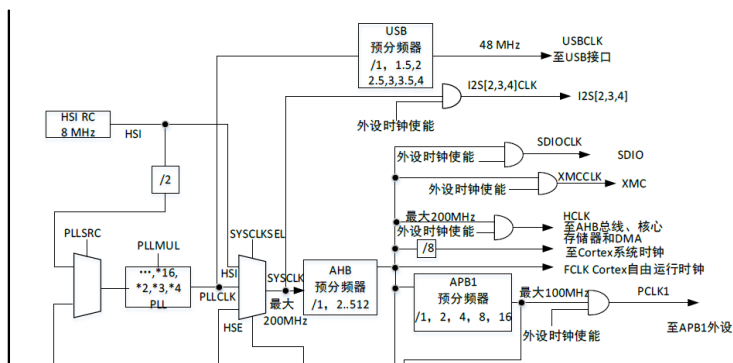 USB
预分频器
/1, 1.5,2
2.5,3,3.5,4
48 MHz
USBCLK
至USB接口
I2S[2,3,4]CLK
I2S[2,3,4]
外设时钟使能
HSI RC
8 MHz
HSI
/2
SDIOCLK
外设时钟使能
SDIO
XMCCLK
外设时钟使能
XMC
最大200MHz
外设时钟使能
HCLK
至AHB总线、核心
存储器和DMA
/8
至Cortex系统时钟
FCLK Cortex自由运行时钟
PLLSRC
PLLMUL
…,*16,
*2,*3,*4
PLL
SYSCLKSEL
HSI
PLLCLK
HSE
SYSCLK
最大
200MHz
AHB
预分频器
/1, 2..512
APB1
预分频器
/1, 2, 4, 8, 16
最大100MHz
外设时钟使能
PCLK1
至APB1外设